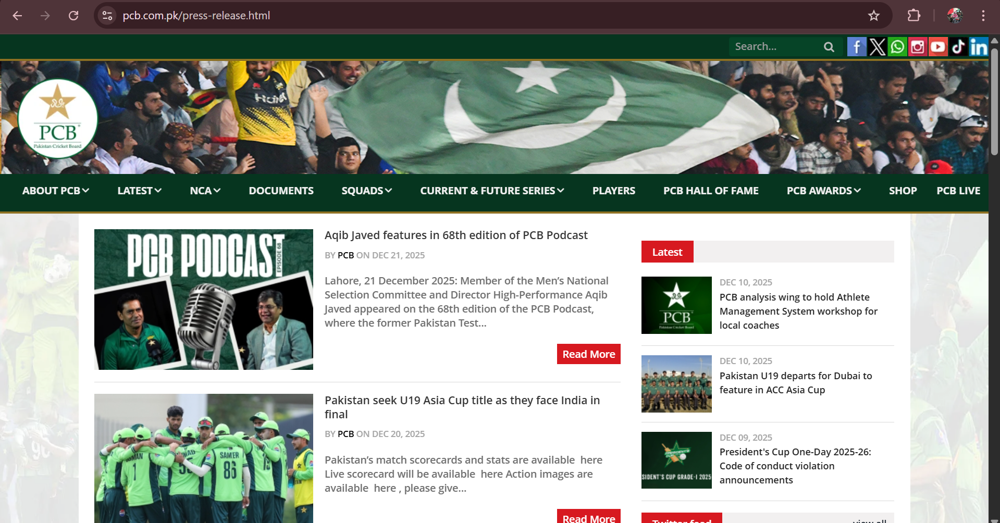 pcb.com.pk/press-release.html
Search...
PCB
Pakistan Cricket Board
ABOUT PCB
LATEST
NCA
DOCUMENTS
SQUADS
CURRENT & FUTURE SERIES
PLAYERS
PCB HALL OF FAME
PCB AWARDS
SHOP
PCB LIVE
PCB PODCAST
EPISODE 68
Aqib Javed features in 68th edition of PCB Podcast
BY PCB ON DEC 21, 2025
Lahore, 21 December 2025: Member of the Men’s National
Selection Committee and Director High-Performance Aqib
Javed appeared on the 68th edition of the PCB Podcast,
where the former Pakistan Test...
Read More
1
SAMEER
86
Pakistan seek U19 Asia Cup title as they face India in
final
BY PCB ON DEC 20, 2025
Pakistan’s match scorecards and stats are available  here
Live scorecard will be available  here Action images are
available  here , please give...
Read More
Latest
PCB
Pakistan Cricket Board
DEC 10, 2025
PCB analysis wing to hold Athlete
Management System workshop for
local coaches
DEC 10, 2025
Pakistan U19 departs for Dubai to
feature in ACC Asia Cup
SIDENT'S CUP GRADE-I 2025
DEC 09, 2025
President's Cup One-Day 2025-26:
Code of conduct violation
announcements
Twitter feed
view all